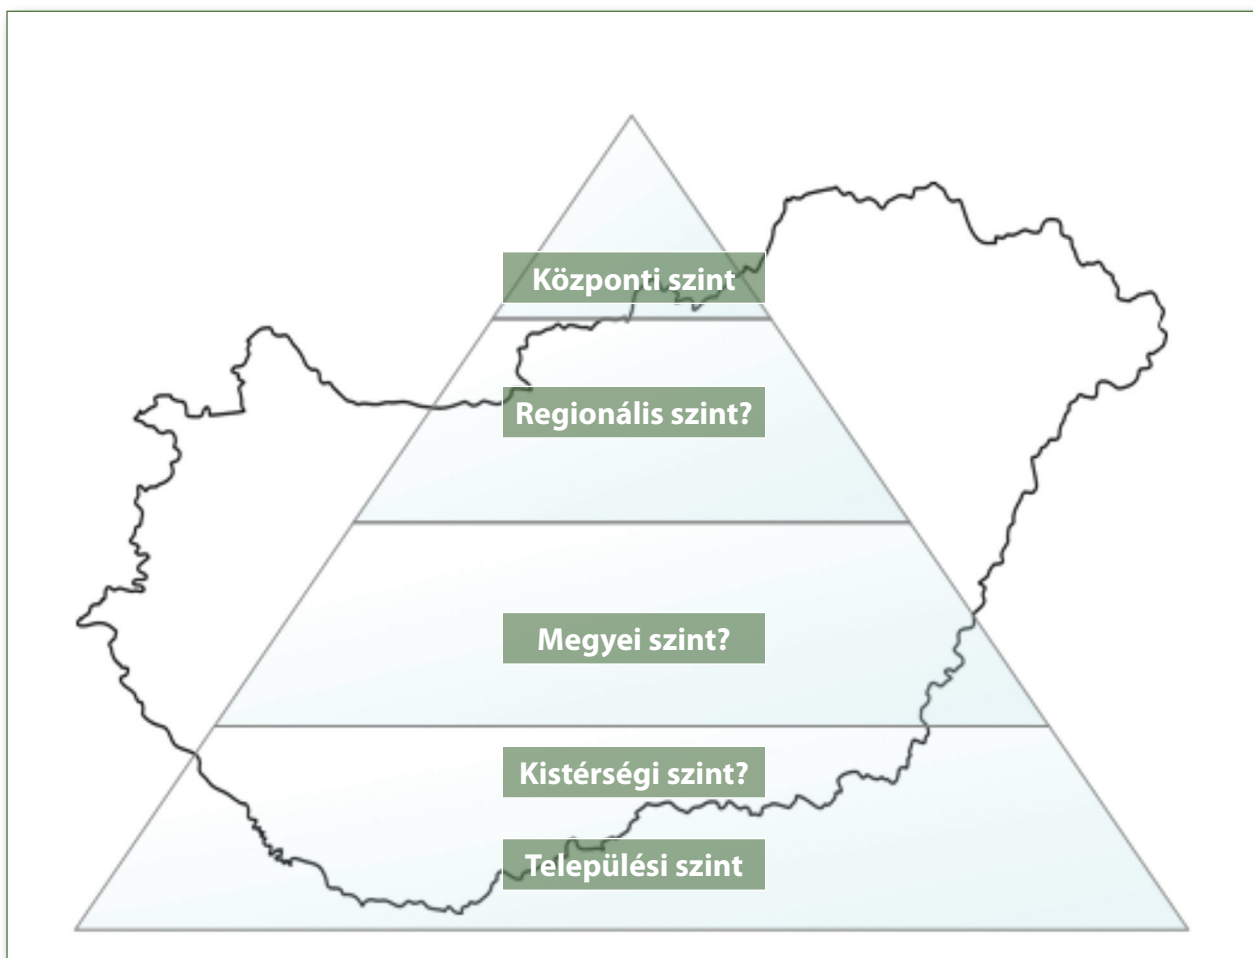 Központi szint
Regionális szint?
Megyei szint?
Kistérségi szint?
Települési szint